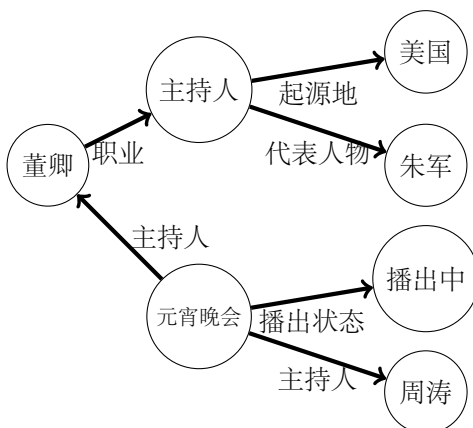 美国
主持人
起源地
职业
代表人物
董卿
朱军
主持人
播出中
元宵晚会
播出状态
主持人
周涛